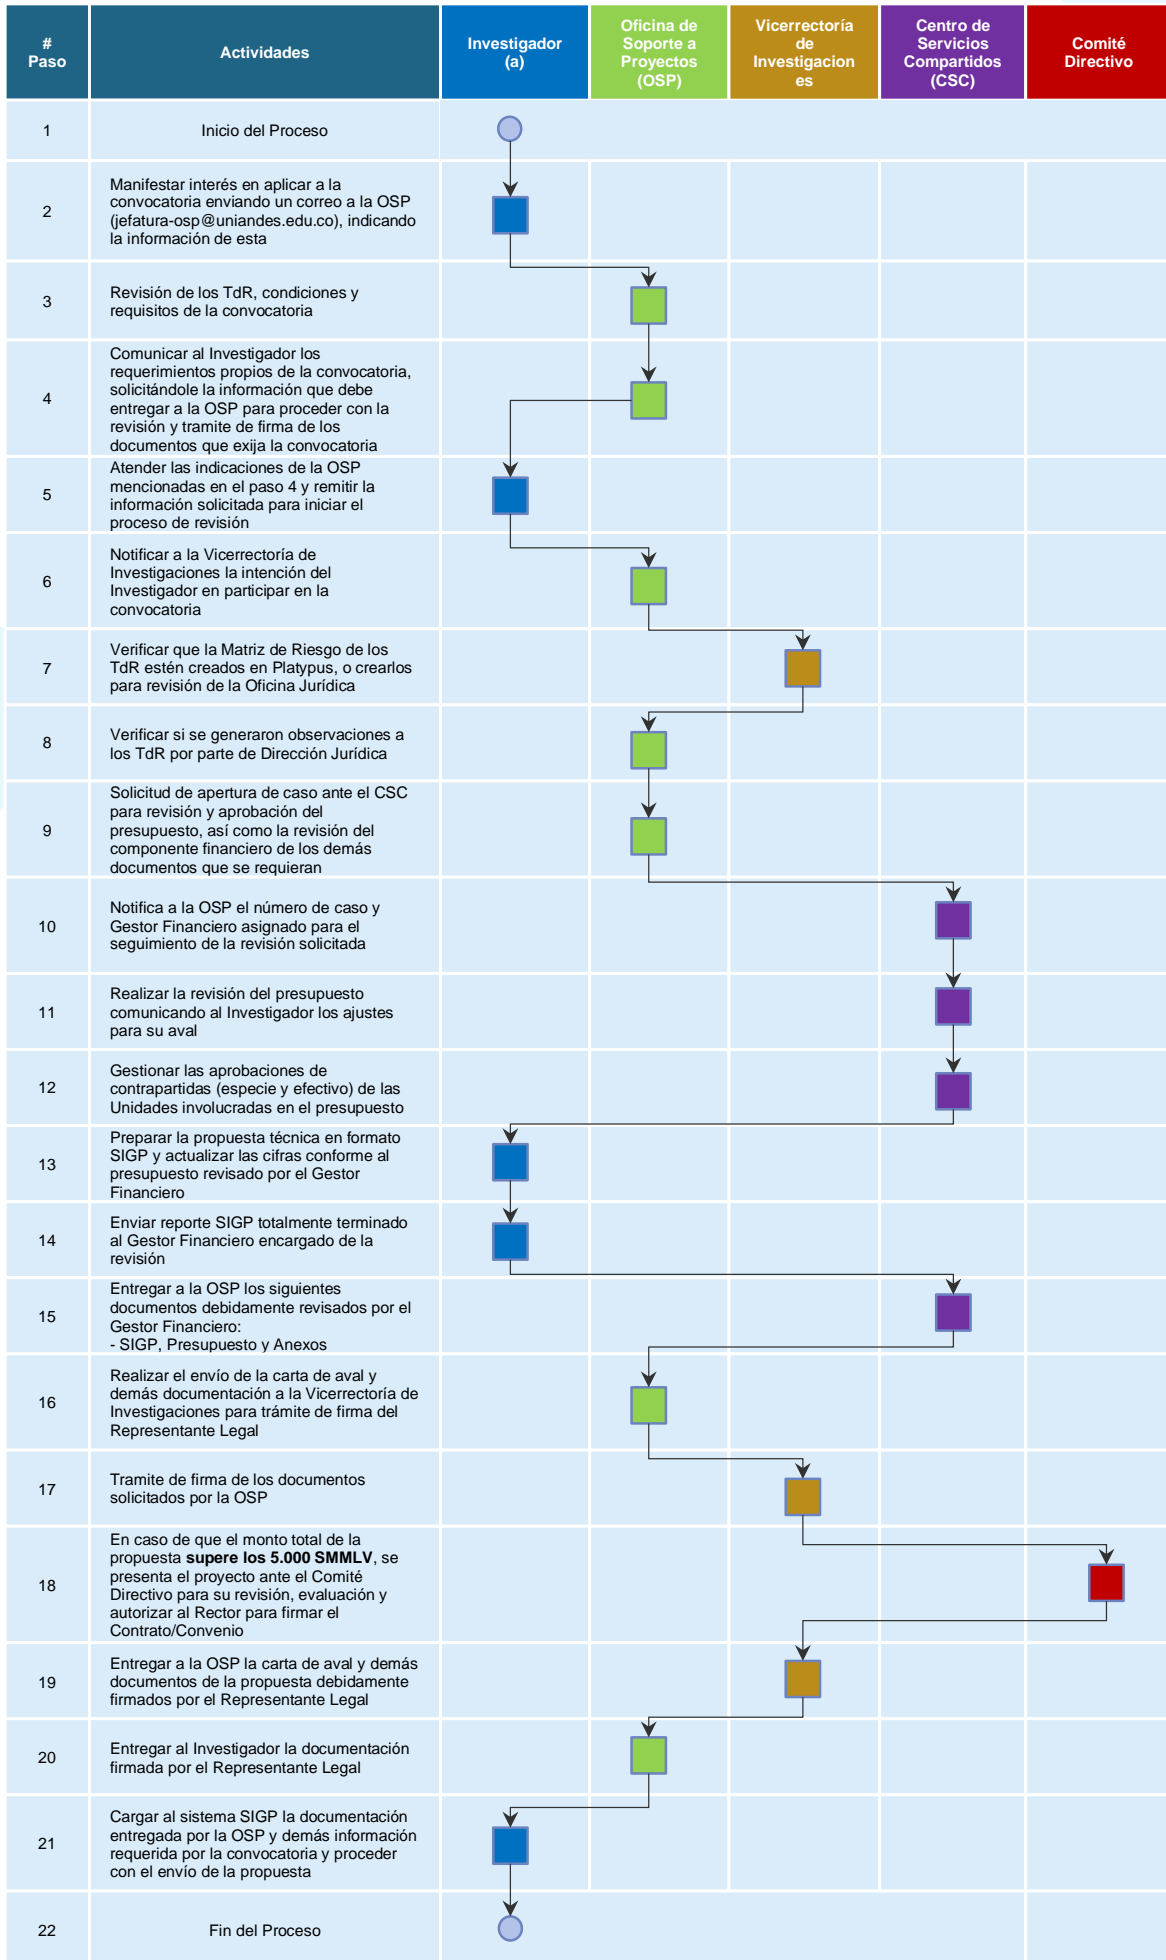 #
Paso
Actividades
Investigador
(a)
Oficina de
Soporte a
Proyectos
(OSP)
Vicerrectoría
de
Investigacion
es
Centro de
Servicios
Compartidos
(CSC)
Comité
Directivo
1
Inicio del Proceso
2
Manifestar interés en aplicar a la
convocatoria enviando un correo a la OSP
(jefatura-osp@uniandes.edu.co), indicando
la información de esta
3
Revisión de los TdR, condiciones y
requisitos de la convocatoria
4
Comunicar al Investigador los
requerimientos propios de la convocatoria,
solicitándole la información que debe
entregar a la OSP para proceder con la
revisión y tramite de firma de los
documentos que exija la convocatoria
5
Atender las indicaciones de la OSP
mencionadas en el paso 4 y remitir la
información solicitada para iniciar el
proceso de revisión
6
Notificar a la Vicerrectoría de
Investigaciones la intención del
Investigador en participar en la
convocatoria
7
Verificar que la Matriz de Riesgo de los
TdR estén creados en Platypus, o crearlos
para revisión de la Oficina Jurídica
8
Verificar si se generaron observaciones a
los TdR por parte de Dirección Jurídica
9
Solicitud de apertura de caso ante el CSC
para revisión y aprobación del
presupuesto, así como la revisión del
componente financiero de los demás
documentos que se requieran
10
Notifica a la OSP el número de caso y
Gestor Financiero asignado para el
seguimiento de la revisión solicitada
11
Realizar la revisión del presupuesto
comunicando al Investigador los ajustes
para su aval
12
Gestionar las aprobaciones de
contrapartidas (especie y efectivo) de las
Unidades involucradas en el presupuesto
13
Preparar la propuesta técnica en formato
SIGP y actualizar las cifras conforme al
presupuesto revisado por el Gestor
Financiero
14
Enviar reporte SIGP totalmente terminado
al Gestor Financiero encargado de la
revisión
15
Entregar a la OSP los siguientes
documentos debidamente revisados por el
Gestor Financiero:
- SIGP, Presupuesto y Anexos
16
Realizar el envío de la carta de aval y
demás documentación a la Vicerrectoría de
Investigaciones para trámite de firma del
Representante Legal
17
Tramite de firma de los documentos
solicitados por la OSP
18
En caso de que el monto total de la
propuesta supere los 5.000 SMMLV, se
presenta el proyecto ante el Comité
Directivo para su revisión, evaluación y
autorizar al Rector para firmar el
Contrato/Convenio
19
Entregar a la OSP la carta de aval y demás
documentos de la propuesta debidamente
firmados por el Representante Legal
20
Entregar al Investigador la documentación
firmada por el Representante Legal
21
Cargar al sistema SIGP la documentación
entregada por la OSP y demás información
requerida por la convocatoria y proceder
con el envío de la propuesta
22
Fin del Proceso